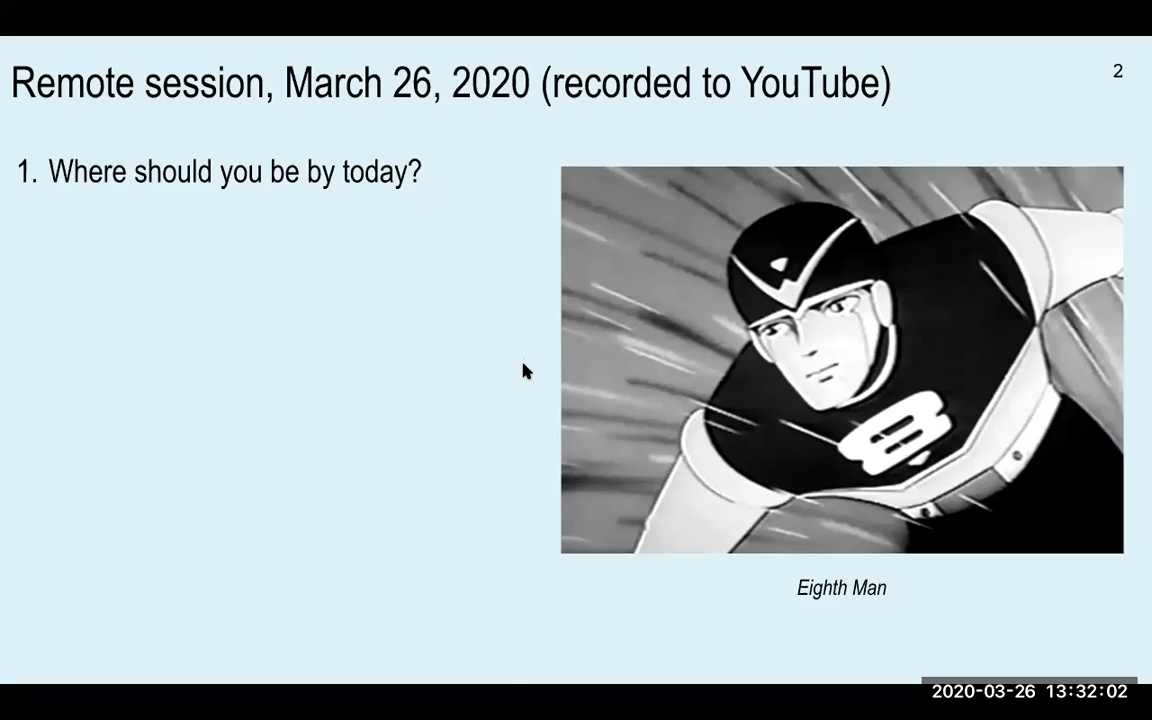 Remote session, March 26, 2020 (recorded to YouTube)
2
1. Where should you be by today?
8
Eighth Man
2020-03-26 13:32:02